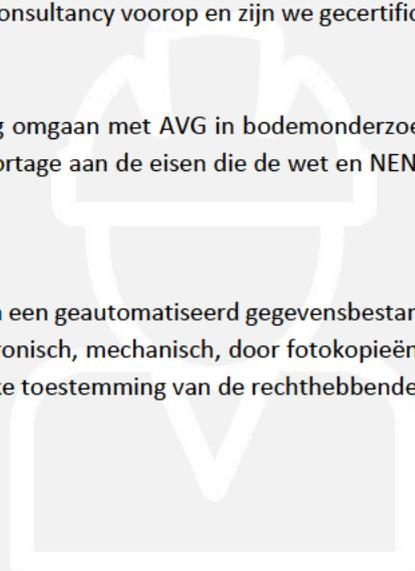 onsultancy voorop en zijn we gecertific
g omgaan met AVG in bodemonderzoe
ortage aan de eisen die de wet en NEN
een geautomatiseerd gegevensbestan
ronisch, mechanisch, door fotokopieën
ke toestemming van de rechthebbende